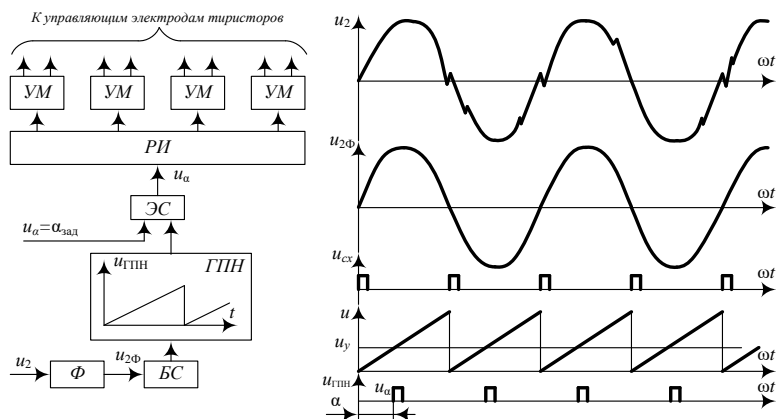 К управляющим электродам тиристоров
УМ УМ УМ УМ
РИ
uα
ЭС
uα=αзад
uГПН ГПН
t
u2 Ф u2Ф БС
u2
ωt
u2Ф
ωt
uсх
ωt
u
uу
ωt
uГПН
uα
ωt
α